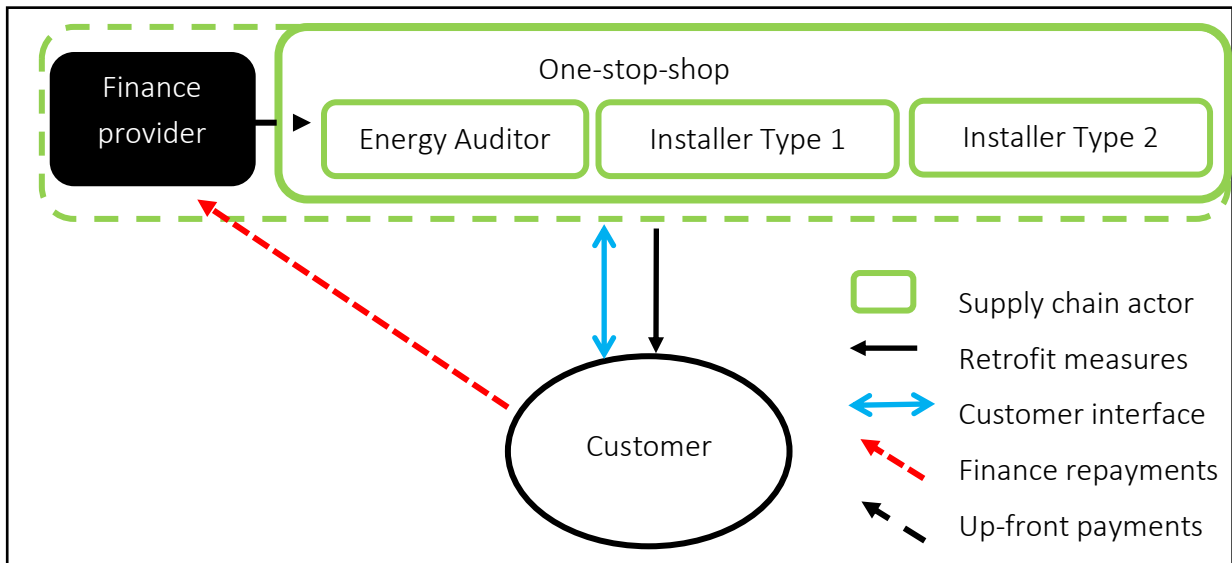 One-stop-shop
Finance
provider
Energy Auditor
Installer Type 1
Installer Type 2
Customer
Supply chain actor
Retrofit measures
Customer interface
Finance repayments
Up-front payments